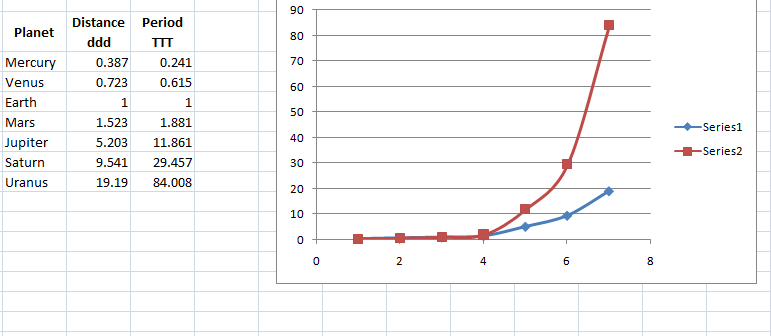 Planet Distance ddd Period TTT
Mercury 0.387 0.241
Venus 0.723 0.615
Earth 1 1
Mars 1.523 1.881
Jupiter 5.203 11.861
Saturn 9.541 29.457
Uranus 19.19 84.008
90
80
70
60
50
40
30
20
10
0
0 2 4 6 8
Series1
Series2